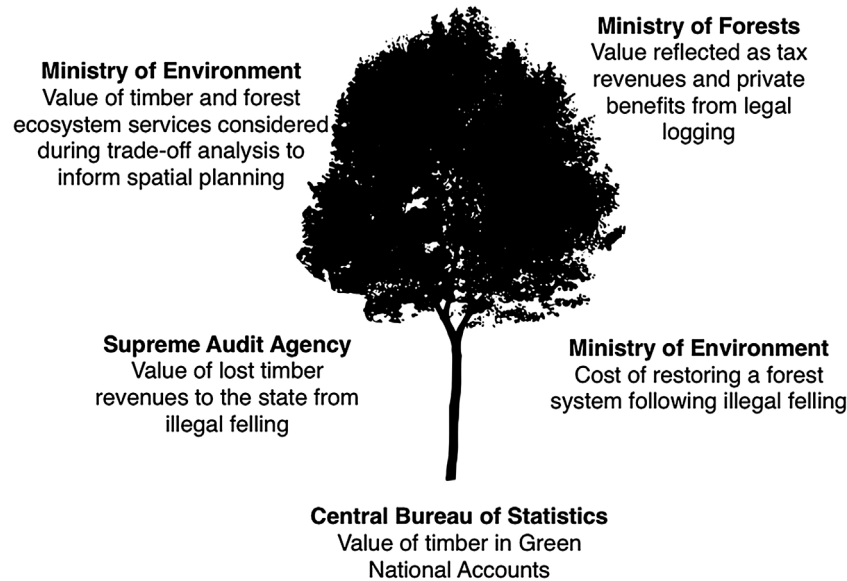 Ministry of Environment
Value of timber and forest
ecosystem services considered
during trade-off analysis to
inform spatial planning
Ministry of Forests
Value reflected as tax
revenues and private
benefits from legal
logging
Supreme Audit Agency
Value of lost timber
revenues to the state from
illegal felling
Ministry of Environment
Cost of restoring a forest
system following illegal felling
Central Bureau of Statistics
Value of timber in Green
National Accounts